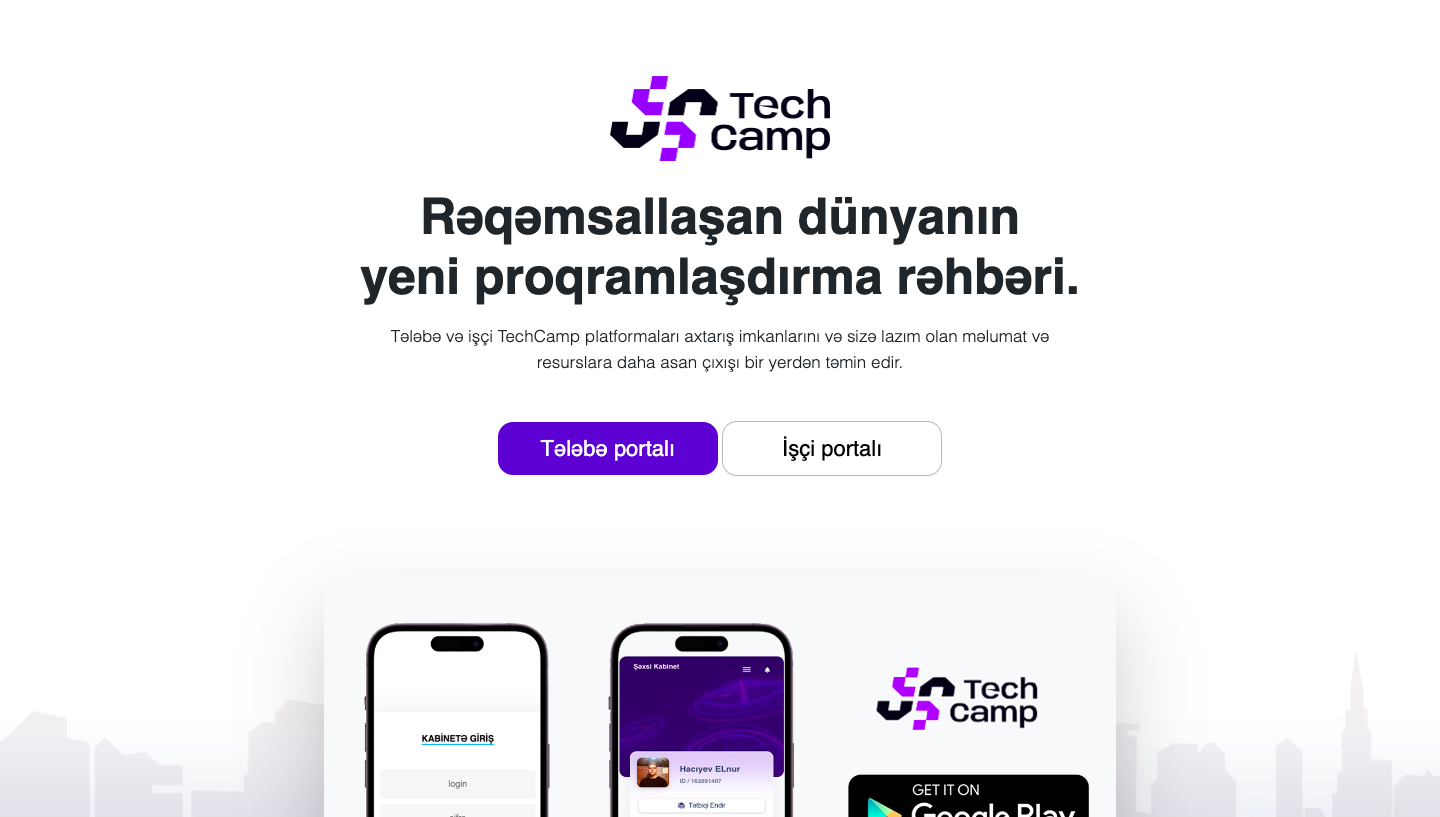 Tech
Camp
Rəqəmsallaşan dünyanın
yeni proqramlaşdırma rəhbəri.
Tələbə və işçi TechCamp platformaları axtarış imkanlarını və sizə lazım olan məlumat və
resurslara daha asan çıxışı bir yerdən təmin edir.
Tələbə portalı
İşçi portalı
KABİNETƏ GİRİŞ
login
şifrə
Şəxsi Kabinet
Hacıyev ELnur
ID / 162891407
Tətbiqi Endir
Tech
Camp
GET IT ON
Google Play